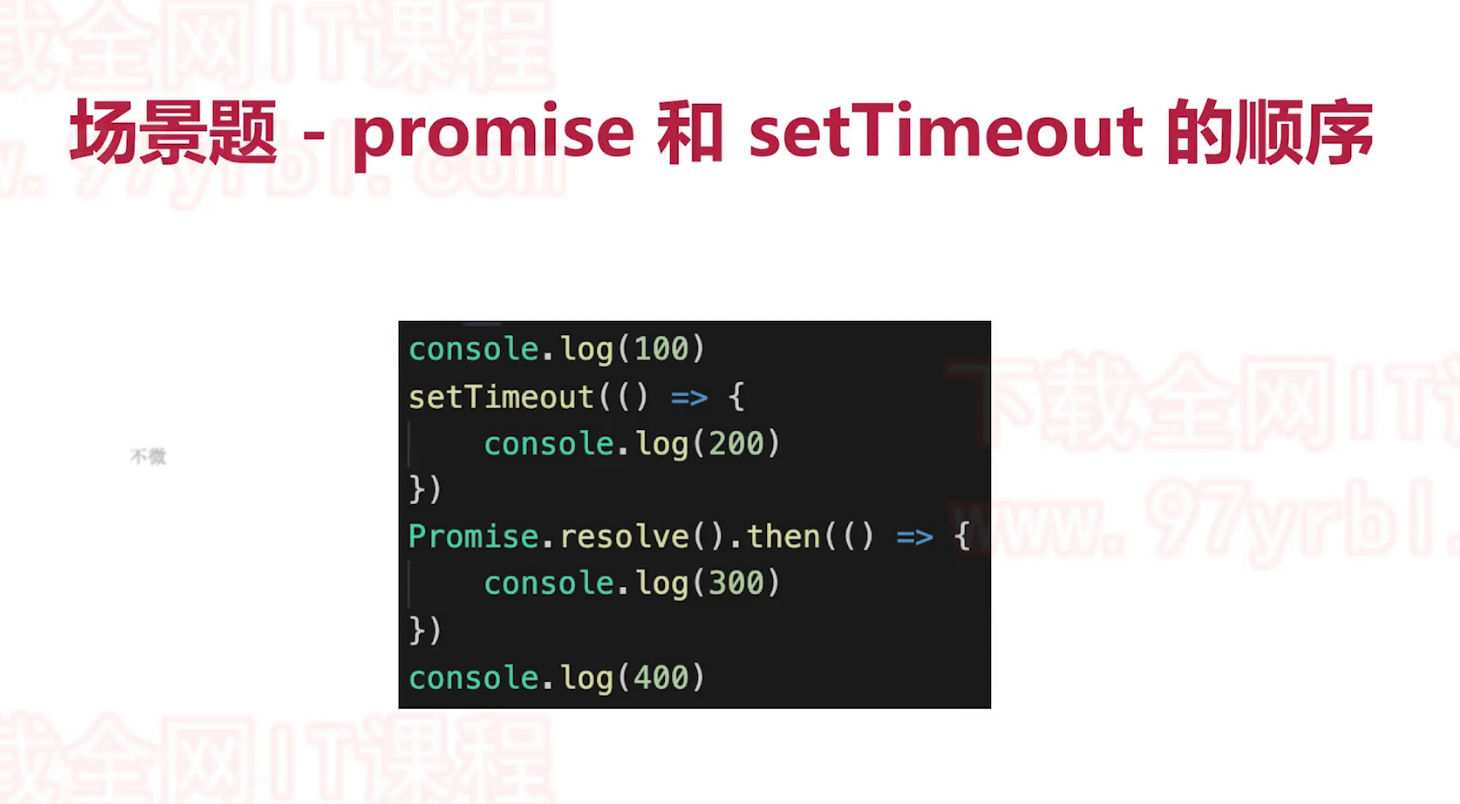 下载全网IT课程
www.97yrbl.com
场景题 - promise 和 setTimeout 的顺序
console.log(100)
setTimeout(() => {
    console.log(200)
})
Promise.resolve().then(() => {
    console.log(300)
})
console.log(400)
不微
下载全网IT课
www.97yrbl.
载全网IT课程